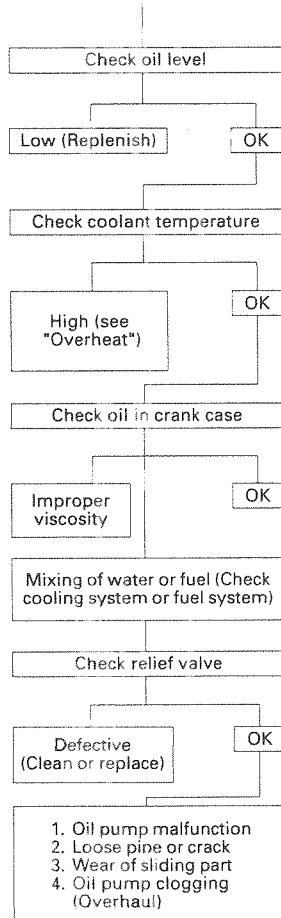 Check oil level
Low (Replenish)
OK
Check coolant temperature
High (see
"Overheat")
OK
Check oil in crank case
Improper
viscosity
OK
Mixing of water or fuel (Check
cooling system or fuel system)
Check relief valve
Defective
(Clean or replace)
OK
1. Oil pump malfunction
2. Loose pine or crack
3. Wear of sliding part
4. Oil pump clogging
(Overhaul)